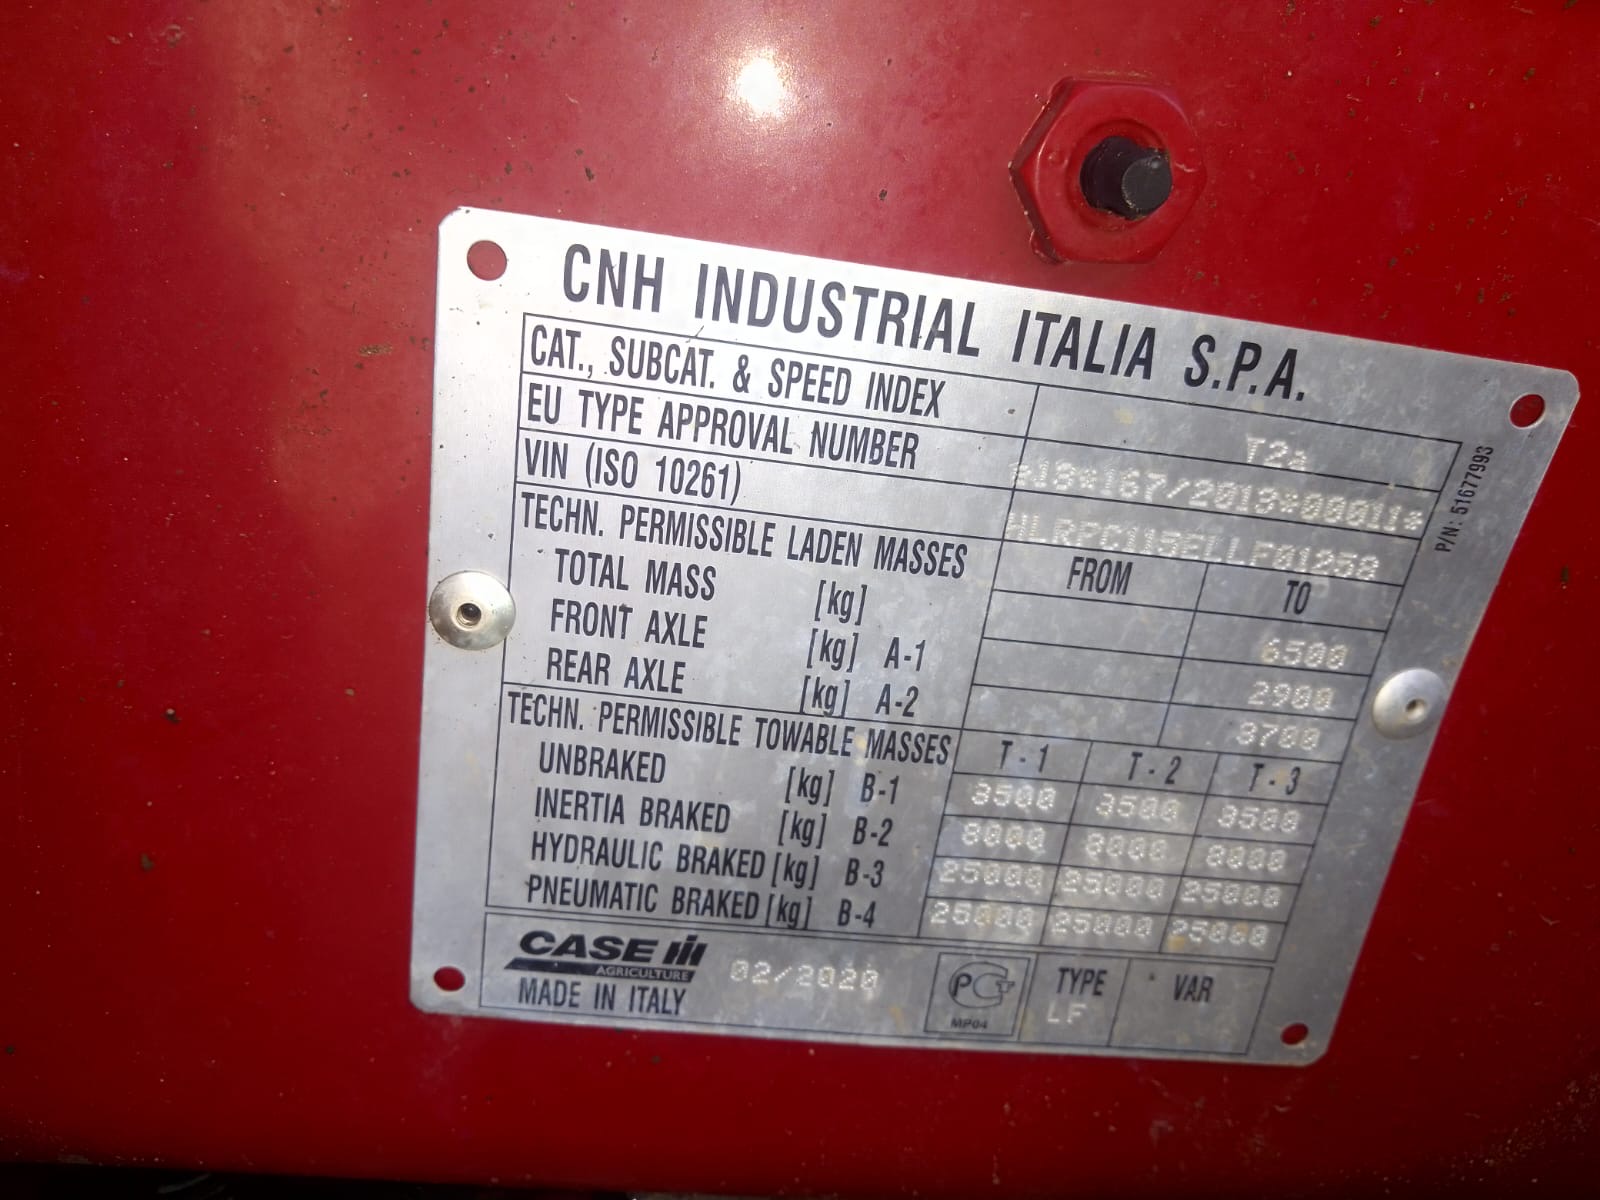 CNH INDUSTRIAL ITALIA S.P.A.
CAT., SUBCAT. & SPEED INDEX T2a
EU TYPE APPROVAL NUMBER e13*167/2013*00011*
VIN (ISO 10261) HLRFC115ELLF01258
TECHN. PERMISSIBLE LADEN MASSES FROM TO
TOTAL MASS [kg] 6500
FRONT AXLE [kg] A-1 2900
REAR AXLE [kg] A-2 3700
TECHN. PERMISSIBLE TOWABLE MASSES T-1 T-2 T-3
UNBRAKED [kg] B-1 3500 3500 3500
INERTIA BRAKED [kg] B-2 8000 8000 8000
HYDRAULIC BRAKED [kg] B-3 25000 25000 25000
PNEUMATIC BRAKED [kg] B-4 25000 25000 25000
CASE IH
AGRICULTURE
MADE IN ITALY
02/2020
PCT
MP04
TYPE VAR
LF
P/N: 51677993